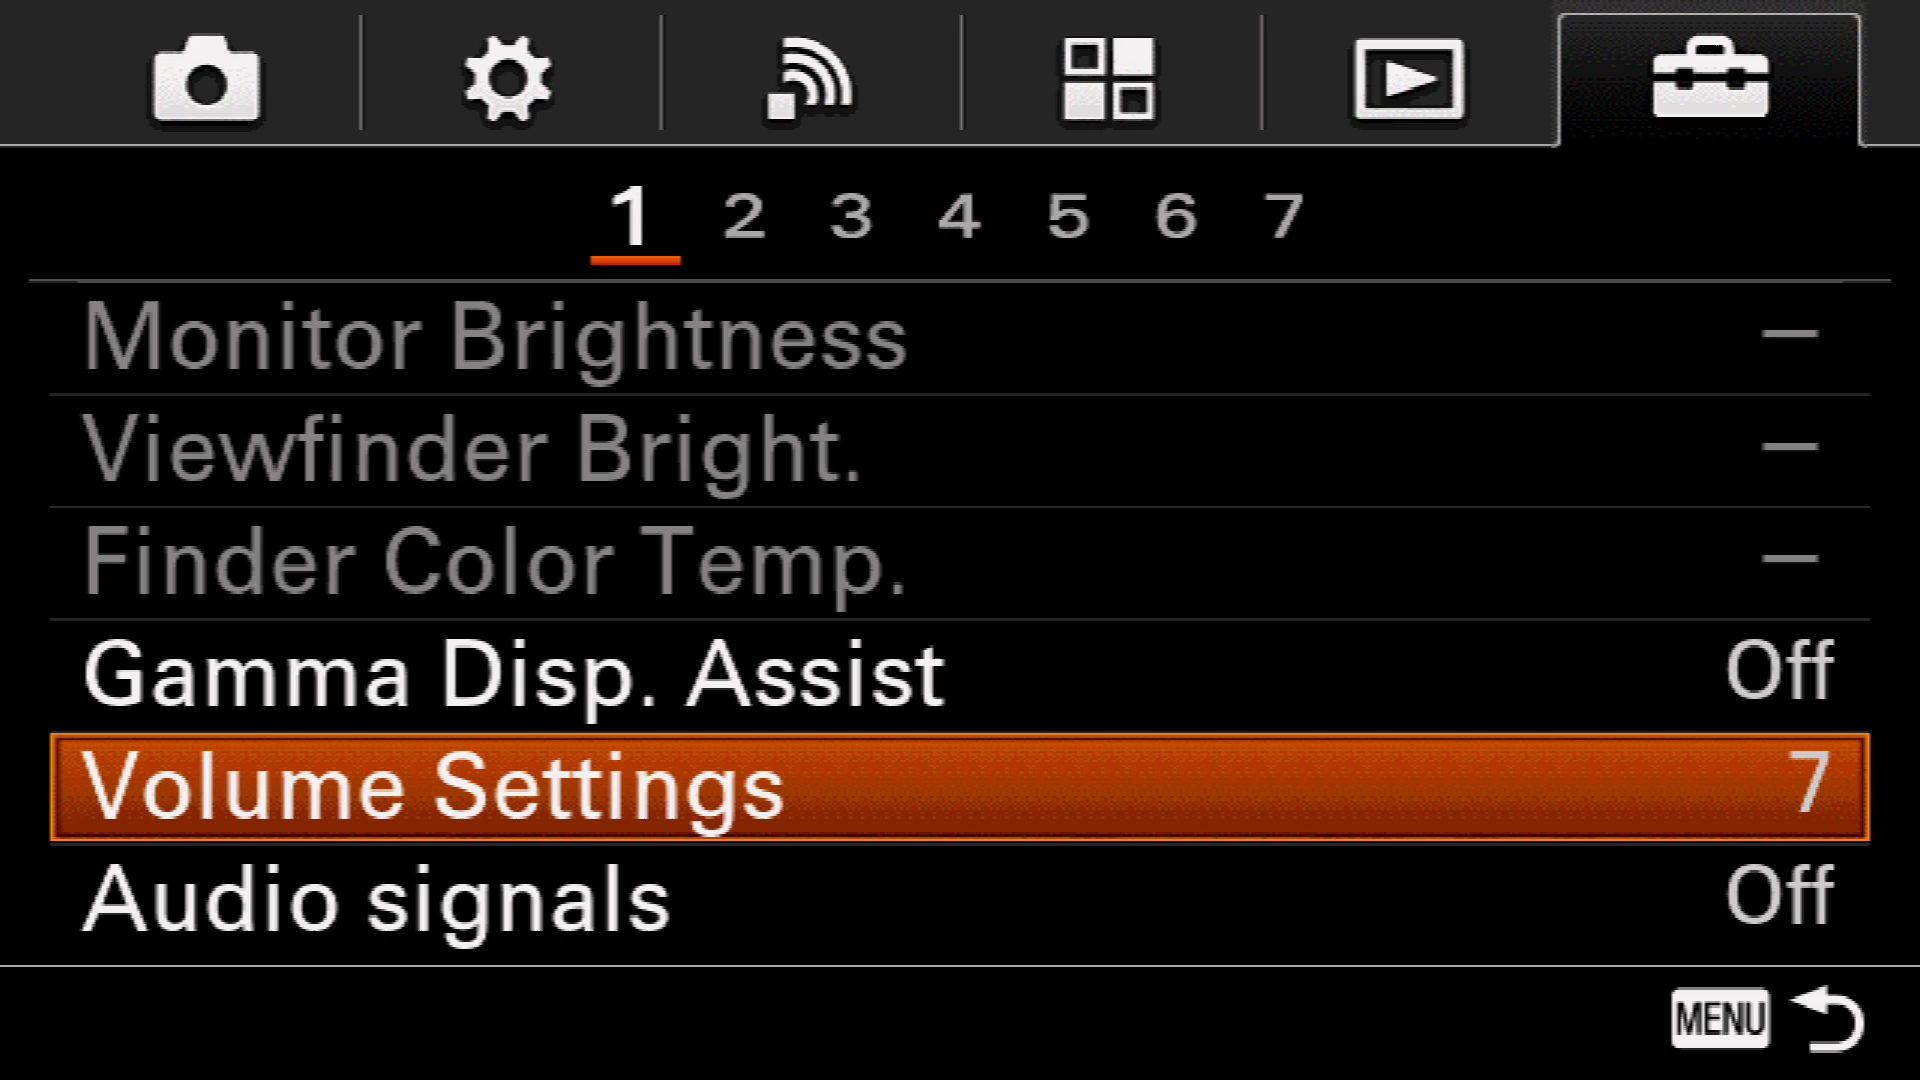 1 2 3 4 5 6 7
Monitor Brightness –
Viewfinder Bright. –
Finder Color Temp. –
Gamma Disp. Assist Off
Volume Settings 7
Audio signals Off
MENU